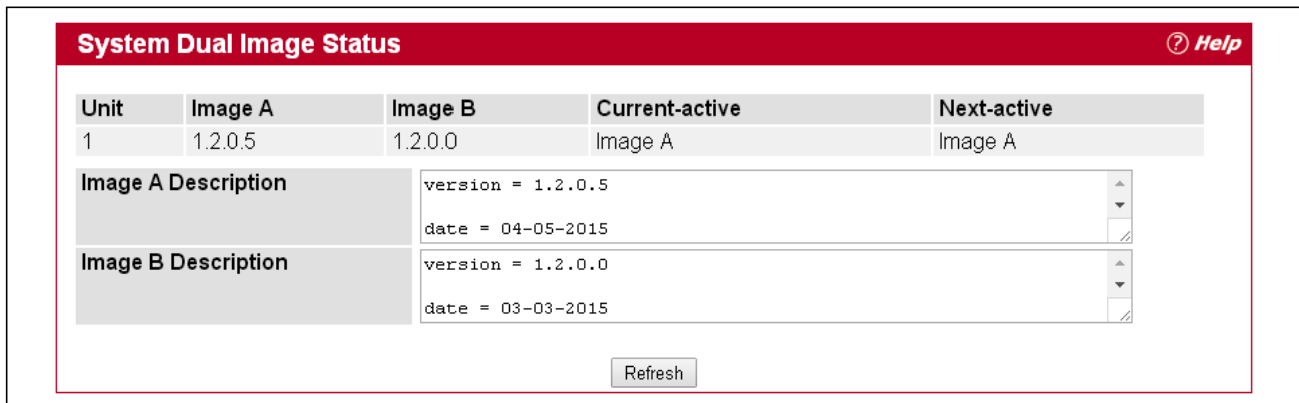 System Dual Image Status
? Help
Unit Image A Image B Current-active Next-active
1 1.2.0.5 1.2.0.0 Image A Image A
Image A Description
version = 1.2.0.5
date = 04-05-2015
Image B Description
version = 1.2.0.0
date = 03-03-2015
Refresh